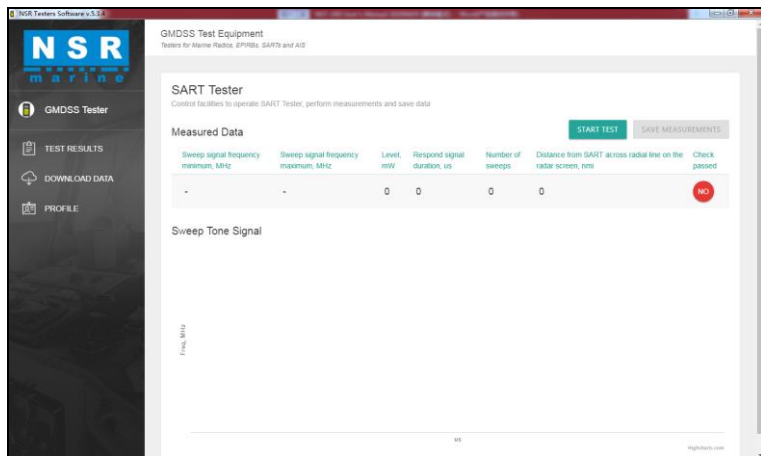 NSR Testers Software v.5.3.4
NSR
marine
GMDSS Tester
TEST RESULTS
DOWNLOAD DATA
PROFILE
GMDSS Test Equipment
Testers for Marine Radios, EPIRBs, SARTs and AIS
SART Tester
Control facilities to operate SART Tester, perform measurements and save data
Measured Data
START TEST
SAVE MEASUREMENTS
Sweep signal frequency minimum, MHz
Sweep signal frequency maximum, MHz
Level, mW
Respond signal duration, us
Number of sweeps
Distance from SART across radial line on the radar screen, nmi
Check passed
- - 0 0 0 0 NO
Sweep Tone Signal
Freq, MHz
us
Highcharts.com